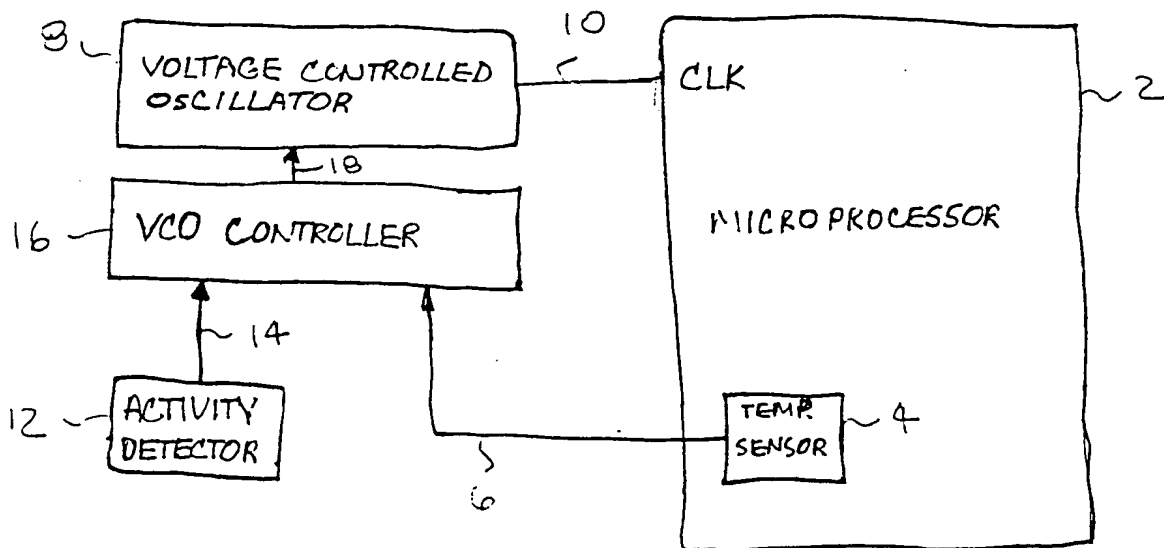 10
8
VOLTAGE CONTROLLED
OSCILLATOR
CLK
2
18
16
VCO CONTROLLER
MICROPROCESSOR
14
12
ACTIVITY
DETECTOR
TEMP.
SENSOR
4
6